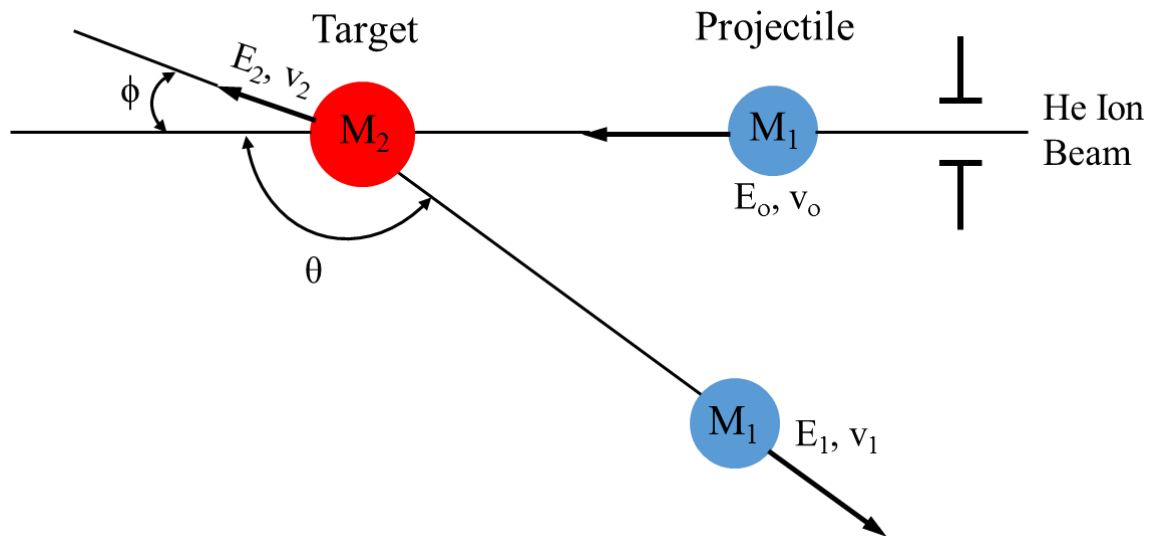 Target
Projectile
E₂, v₂
ϕ
M₂
M₁
He Ion
Beam
Eₒ, vₒ
θ
M₁
E₁, v₁